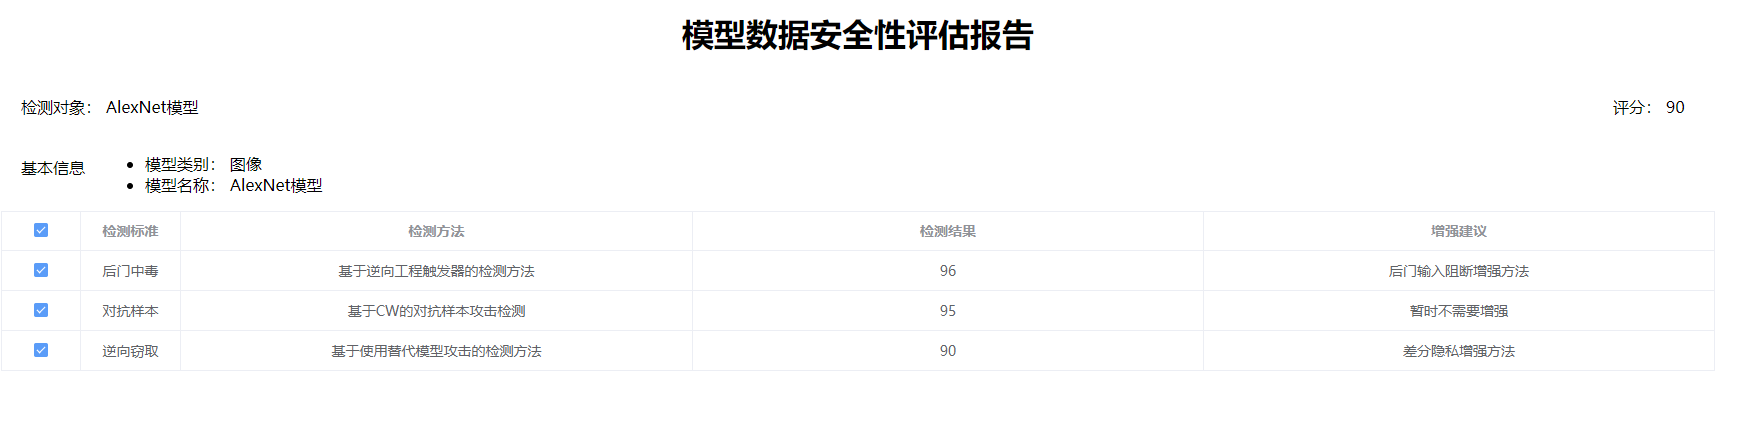 模型数据安全性评估报告
检测对象： AlexNet模型 评分： 90
基本信息
模型类别： 图像
模型名称： AlexNet模型
检测标准 检测方法 检测结果 增强建议
后门中毒 基于逆向工程触发器的检测方法 96 后门输入阻断增强方法
对抗样本 基于CW的对抗样本攻击检测 95 暂时不需要增强
逆向窃取 基于使用替代模型攻击的检测方法 90 差分隐私增强方法